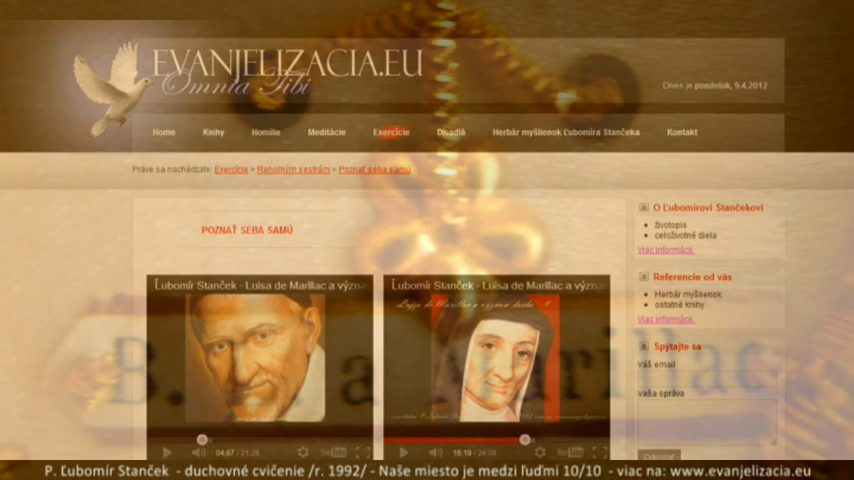 EVANJELIZACIA.EU
Omnia Tibi
Dnes je pondelok, 9.4.2012
Home Knihy Homílie Meditácie Exercície Divadlá Herbár myšlienok Ľubomíra Stančeka Kontakt
Práve sa nachádzate: Exercície » Rehoľným sestrám » Poznať seba samú
POZNAŤ SEBA SAMÚ
Ľubomír Stanček - Luisa de Marillac a význa
Ľubomír Stanček - Luisa de Marillac a význa
04:57 / 21:26
15:19 / 24:08
O Ľubomírovi Stančekovi
životopis
celoživotné diela
Viac informácií.
Referencie od vás
Herbár myšlienok
ostatné knihy
Viac informácií.
Spýtajte sa
Váš email
Vaša správa
Odoslať
P. Ľubomír Stanček - duchovné cvičenie /r. 1992/ - Naše miesto je medzi ľuďmi 10/10 - viac na: www.evanjelizacia.eu